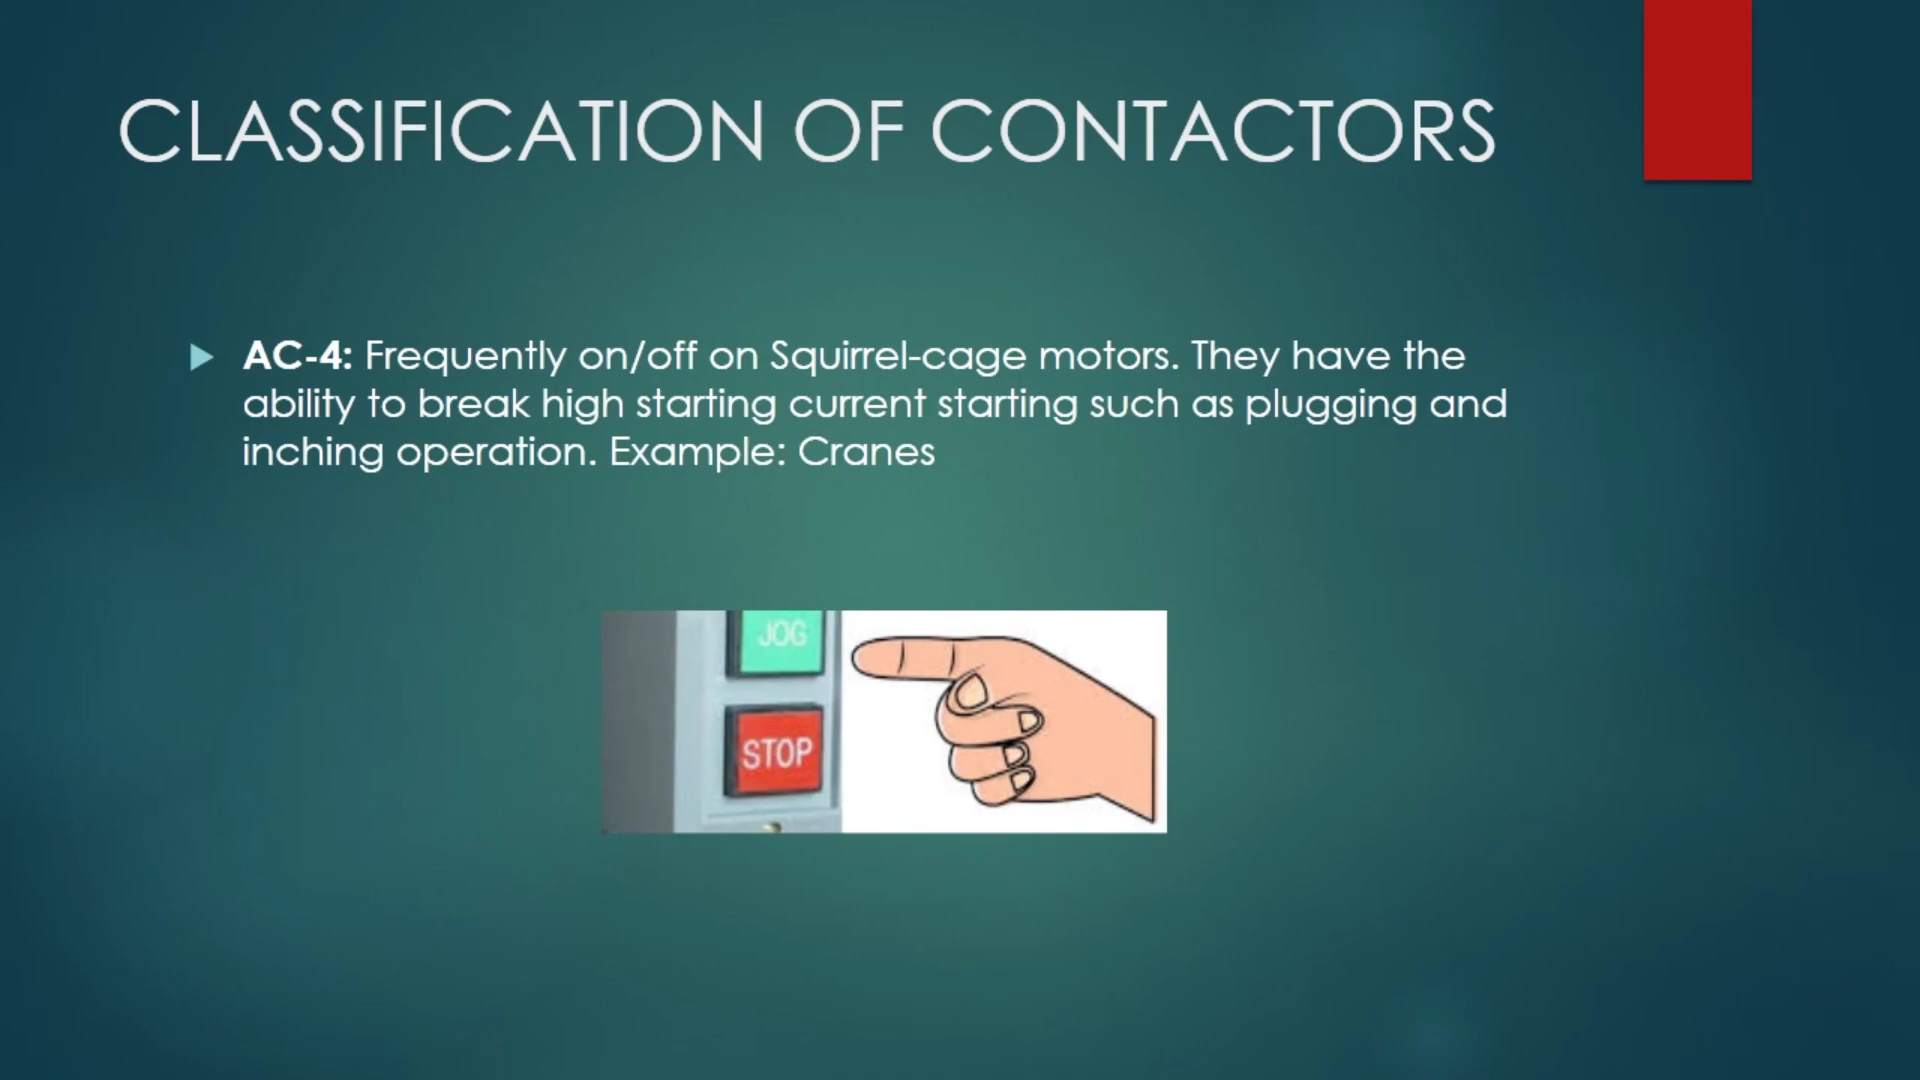 CLASSIFICATION OF CONTACTORS
AC-4: Frequently on/off on Squirrel-cage motors. They have the
ability to break high starting current starting such as plugging and
inching operation. Example: Cranes
JOG
STOP